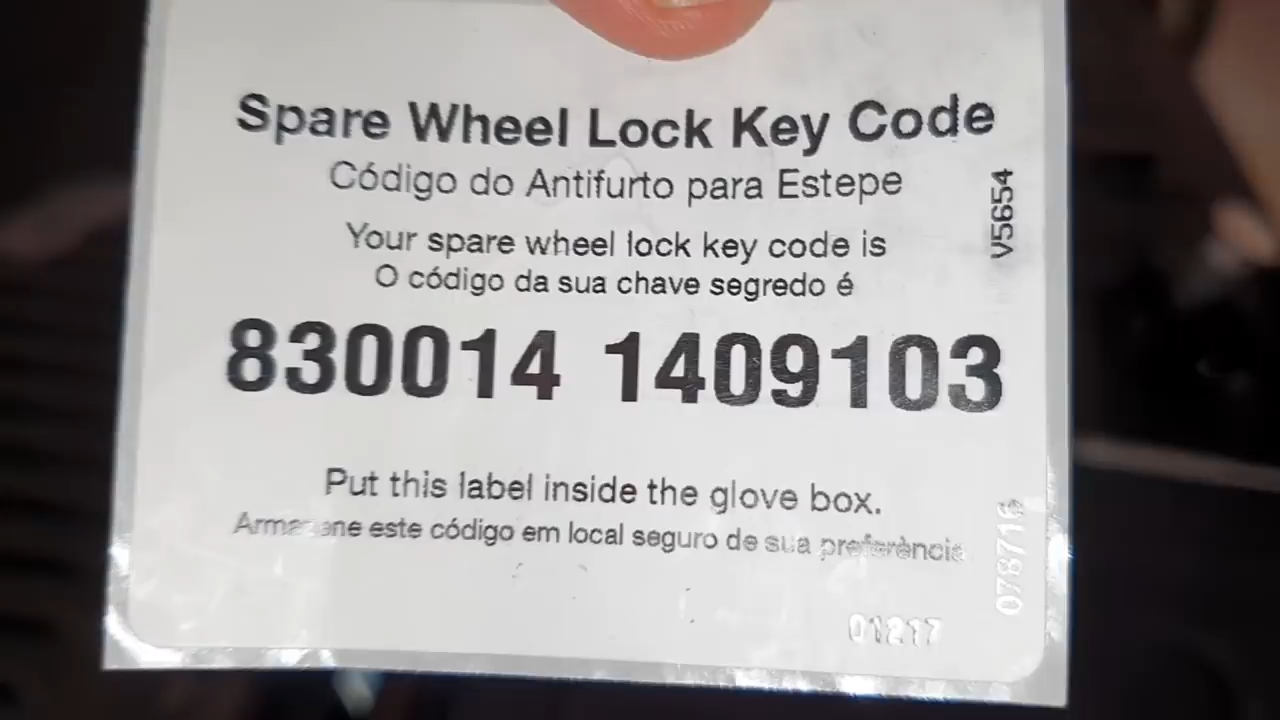 Spare Wheel Lock Key Code
Código do Antifurto para Estepe
V5654
Your spare wheel lock key code is
O código da sua chave segredo é
830014 1409103
Put this label inside the glove box.
este código em local seguro de sua preferência
078716
01217